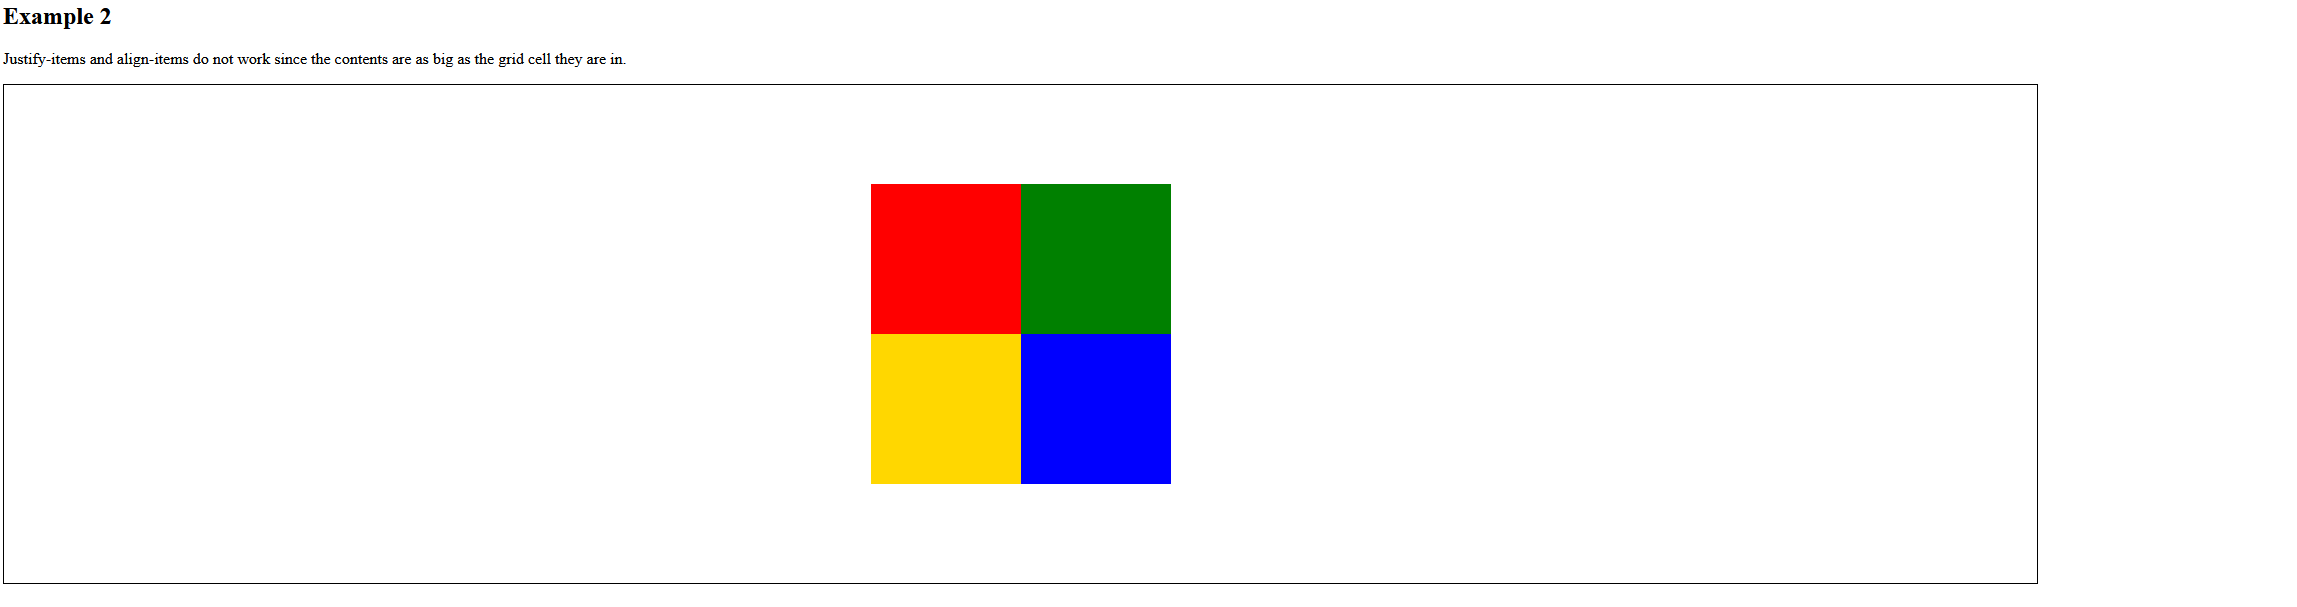 Example 2
Justify-items and align-items do not work since the contents are as big as the grid cell they are in.